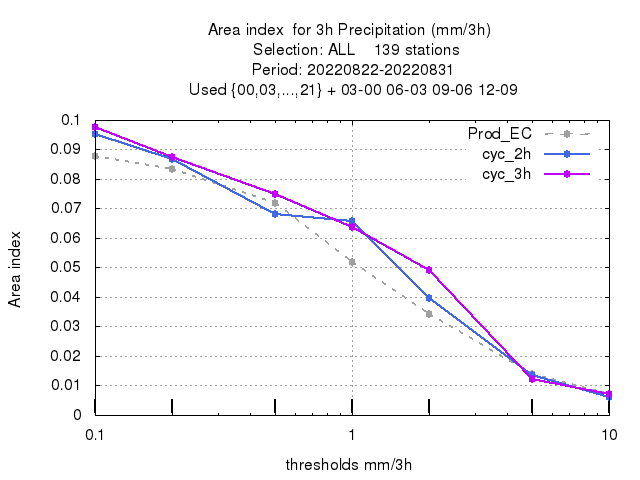 Area index for 3h Precipitation (mm/3h)
Selection: ALL 139 stations
Period: 20220822-20220831
Used {00,03,...,21} + 03-00 06-03 09-06 12-09
0.1
0.09
0.08
0.07
0.06
0.05
0.04
0.03
0.02
0.01
0
Area index
Prod_EC
cyc_2h
cyc_3h
0.1
1
10
thresholds mm/3h